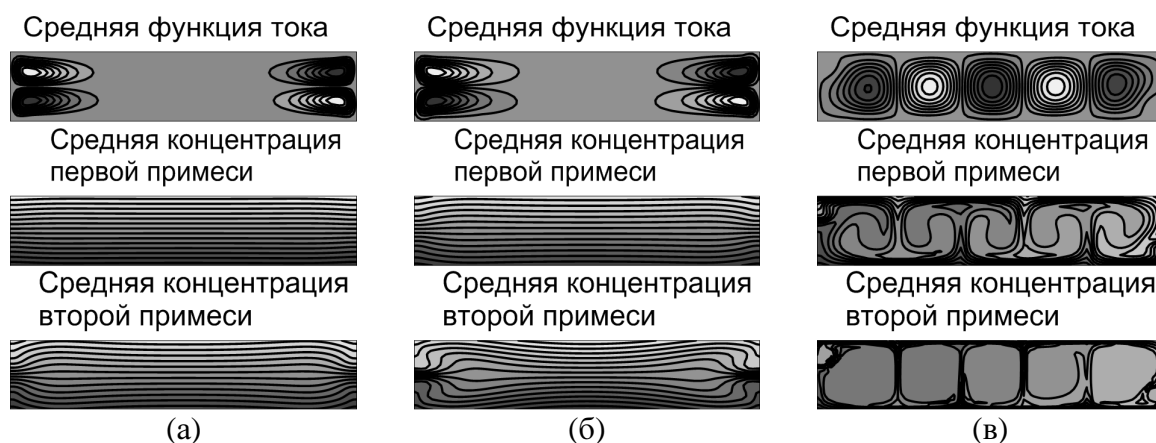 Средняя функция тока
Средняя концентрация
первой примеси
Средняя концентрация
второй примеси
(а)
Средняя функция тока
Средняя концентрация
первой примеси
Средняя концентрация
второй примеси
(б)
Средняя функция тока
Средняя концентрация
первой примеси
Средняя концентрация
второй примеси
(в)